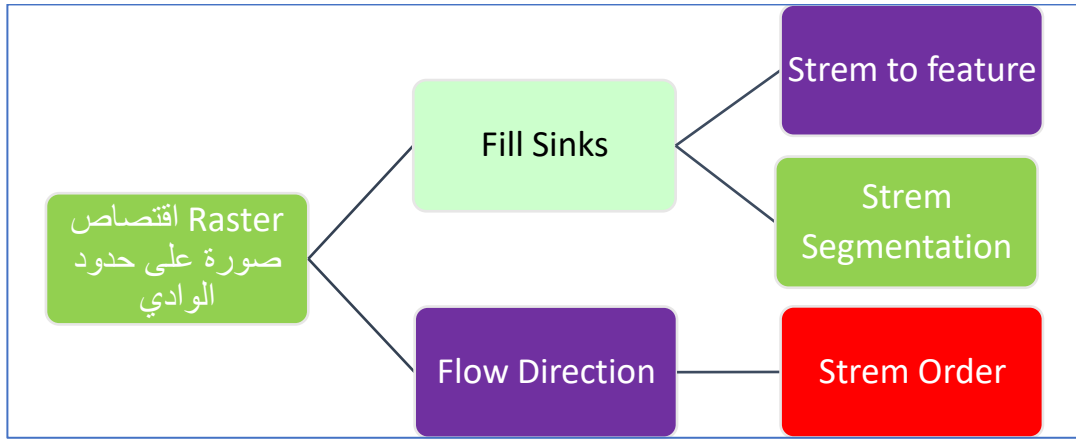 Raster اقتصاص
صورة على حدود
الوادي
Fill Sinks
Flow Direction
Strem to feature
Strem
Segmentation
Strem Order